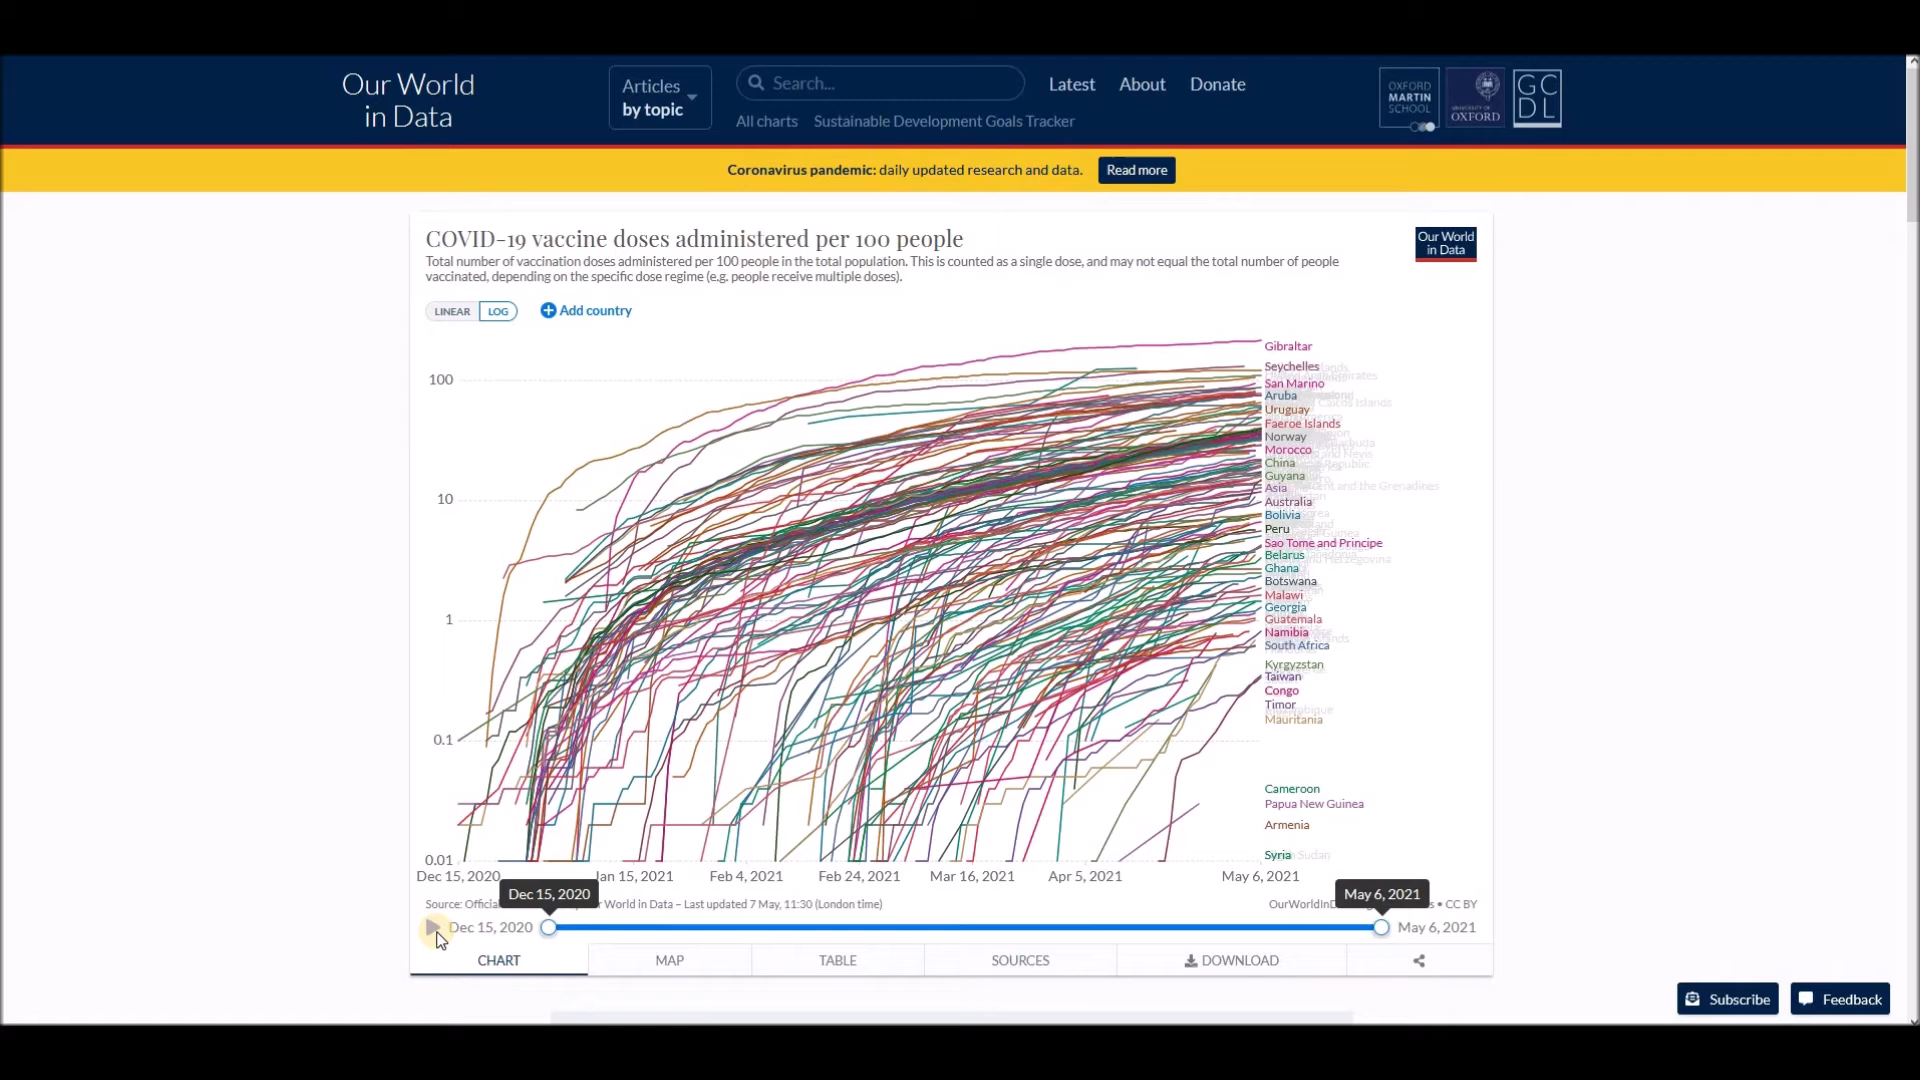 Our World
in Data
Articles
by topic
Search...
Latest
About
Donate
All charts
Sustainable Development Goals Tracker
OXFORD
MARTIN
SCHOOL
UNIVERSITY OF
OXFORD
GC
DL
Coronavirus pandemic: daily updated research and data.
Read more
COVID-19 vaccine doses administered per 100 people
Total number of vaccination doses administered per 100 people in the total population. This is counted as a single dose, and may not equal the total number of people
vaccinated, depending on the specific dose regime (e.g. people receive multiple doses).
Our World
in Data
LINEAR
LOG
Add country
100
10
1
0.1
0.01
Gibraltar
Seychelles
San Marino
Aruba
Uruguay
Faeroe Islands
Norway
Morocco
China
Guyana
Asia
Australia
Bolivia
Peru
Sao Tome and Principe
Belarus
Ghana
Botswana
Malawi
Georgia
Guatemala
Namibia
South Africa
Kyrgyzstan
Taiwan
Congo
Timor
Mauritania
Cameroon
Papua New Guinea
Armenia
Syria
Dec 15, 2020
Jan 15, 2021
Feb 4, 2021
Feb 24, 2021
Mar 16, 2021
Apr 5, 2021
May 6, 2021
Dec 15, 2020
May 6, 2021
Source: Official World in Data – Last updated 7 May, 11:30 (London time)
• CC BY
Dec 15, 2020
May 6, 2021
CHART
MAP
TABLE
SOURCES
DOWNLOAD
Subscribe
Feedback